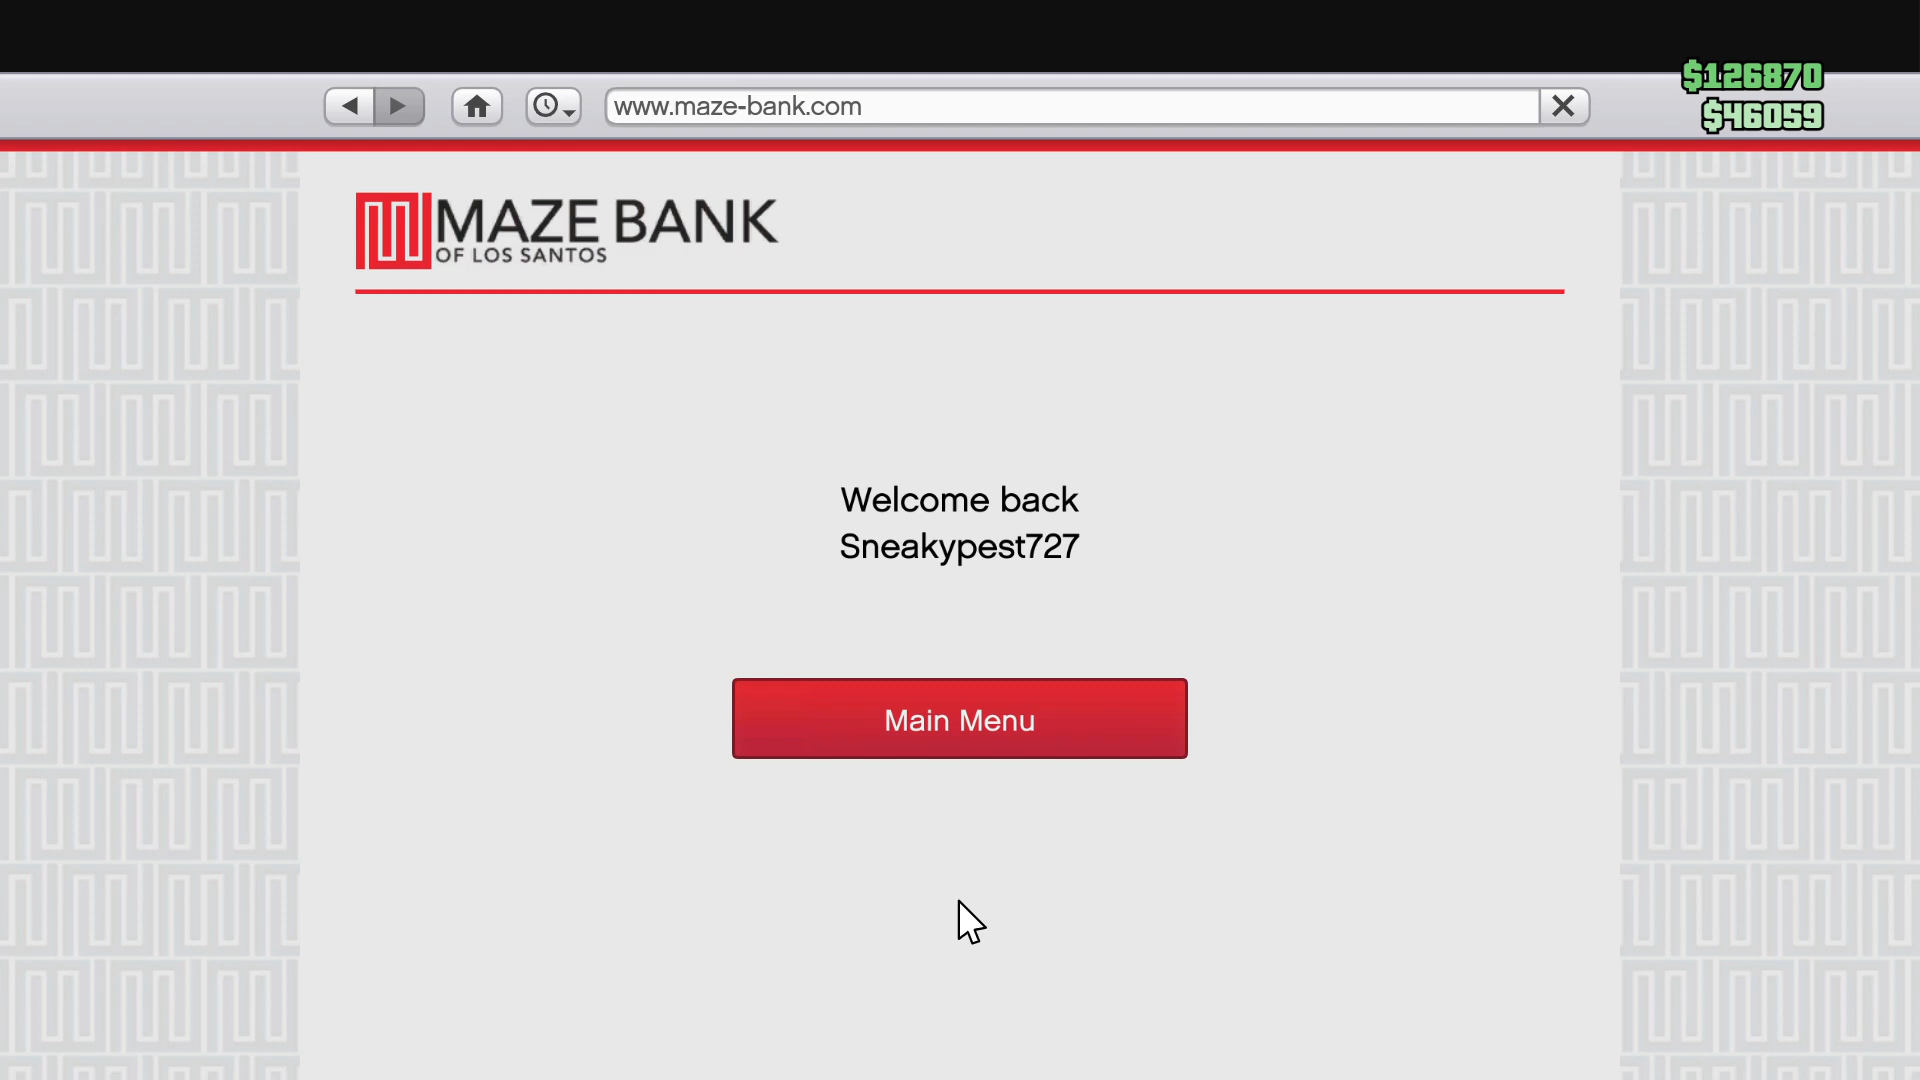 $126870
www.maze-bank.com
$46059
MAZE BANK
OF LOS SANTOS
Welcome back
Sneakypest727
Main Menu